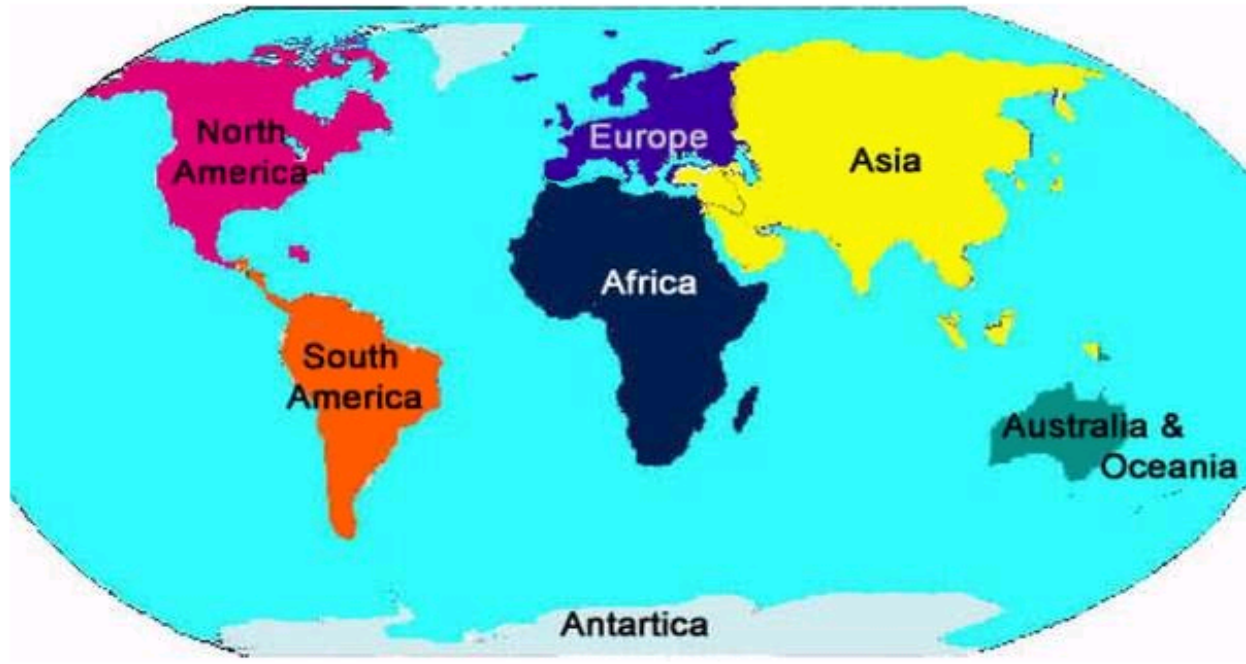 North
America
Europe
Asia
Africa
South
America
Australia &
Oceania
Antartica